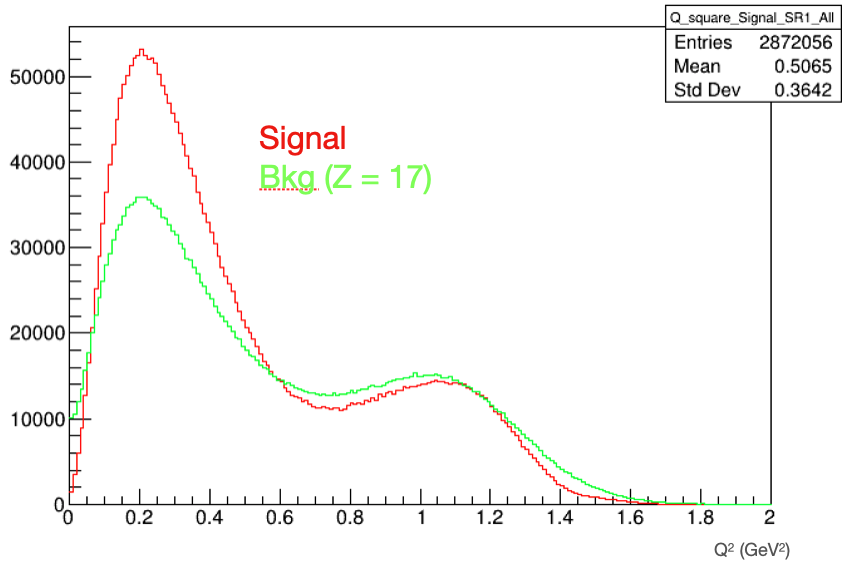 Q_square_Signal_SR1_All
Entries 2872056
Mean 0.5065
Std Dev 0.3642
50000
40000
30000
20000
10000
0
Signal
Bkg (Z = 17)
0 0.2 0.4 0.6 0.8 1 1.2 1.4 1.6 1.8 2
Q² (GeV²)